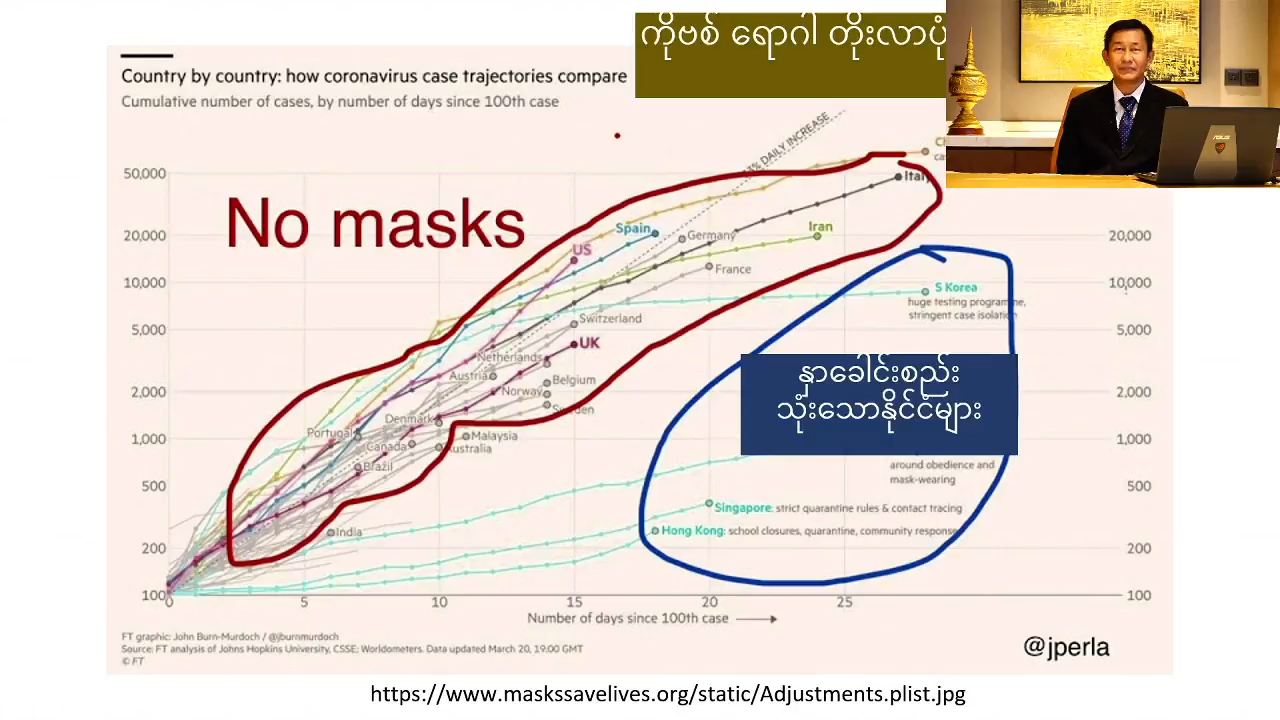 ကိုဗစ် ရောဂါ တိုးလာပုံ
Country by country: how coronavirus case trajectories compare
Cumulative number of cases, by number of days since 100th case
DAILY INCREASE
50,000
Italy
No masks
Spain
Iran
20,000
Germany
20,000
US
France
10,000
S Korea
10,000
huge testing programme,
stringent case isolation
Switzerland
5,000
5,000
UK
Netherlands
နှာခေါင်းစည်း
သုံးသောနိုင်ငံများ
Austria
Belgium
2,000
Norway
2,000
Sweden
Denmark
Portugal
Malaysia
1,000
1,000
Canada
Australia
Brazil
around obedience and
mask-wearing
500
500
Singapore: strict quarantine rules & contact tracing
India
Hong Kong: school closures, quarantine, community response
200
200
100
100
0
5
10
15
20
25
Number of days since 100th case
FT graphic: John Burn-Murdoch / @jburnmurdoch
Source: FT analysis of Johns Hopkins University, CSSE; Worldometers. Data updated March 20, 19:00 GMT
© FT
@jperla
https://www.maskssavelives.org/static/Adjustments.plist.jpg
ASUS